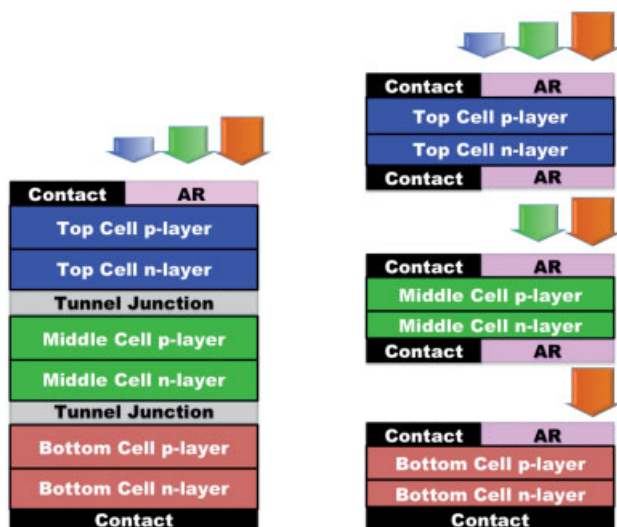 Contact AR
Top Cell p-layer
Top Cell n-layer
Tunnel Junction
Middle Cell p-layer
Middle Cell n-layer
Tunnel Junction
Bottom Cell p-layer
Bottom Cell n-layer
Contact
Contact AR
Top Cell p-layer
Top Cell n-layer
Contact AR
Contact AR
Middle Cell p-layer
Middle Cell n-layer
Contact AR
Contact AR
Bottom Cell p-layer
Bottom Cell n-layer
Contact